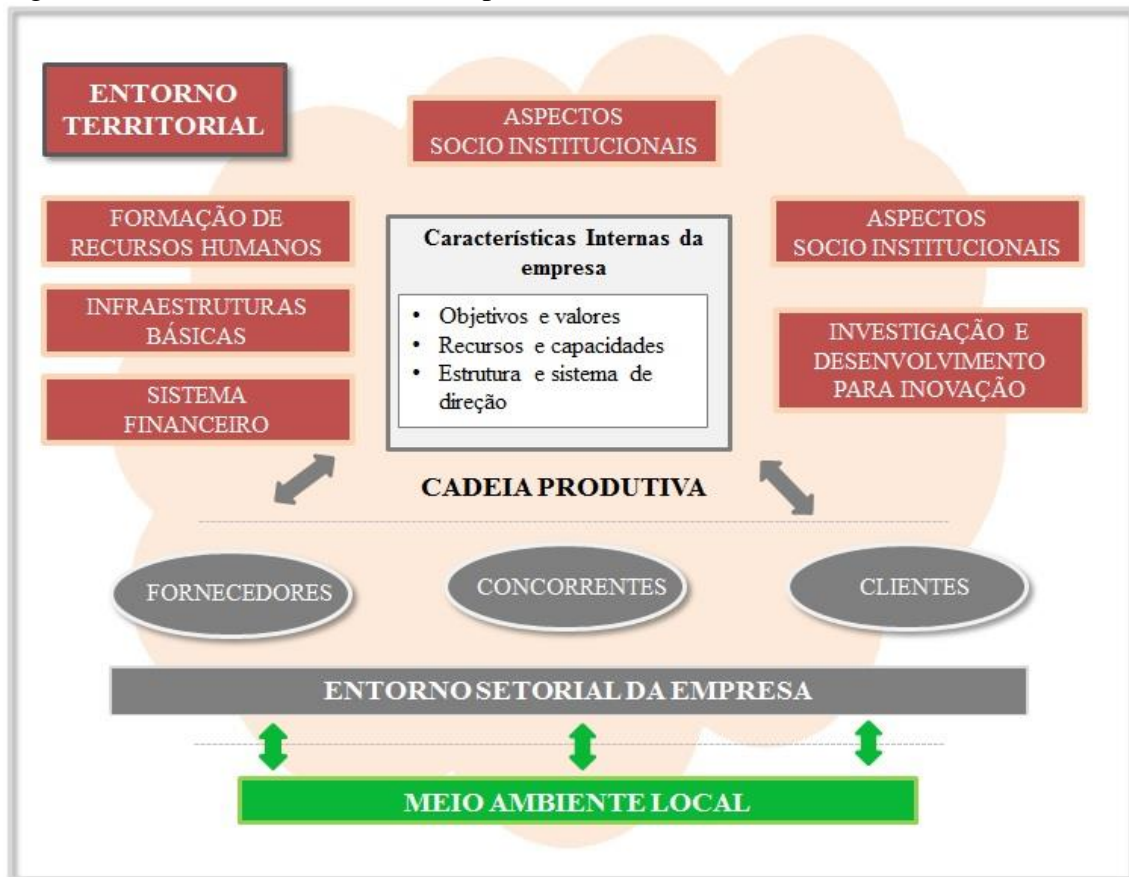 ENTORNO
TERRITORIAL
ASPECTOS
SOCIO INSTITUCIONAIS
FORMAÇÃO DE
RECURSOS HUMANOS
INFRAESTRUTURAS
BÁSICAS
SISTEMA
FINANCEIRO
Características Internas da
empresa
• Objetivos e valores
• Recursos e capacidades
• Estrutura e sistema de
direção
ASPECTOS
SOCIO INSTITUCIONAIS
INVESTIGAÇÃO E
DESENVOLVIMENTO
PARA INOVAÇÃO
CADEIA PRODUTIVA
FORNECEDORES
CONCORRENTES
CLIENTES
ENTORNO SETORIAL DA EMPRESA
MEIO AMBIENTE LOCAL